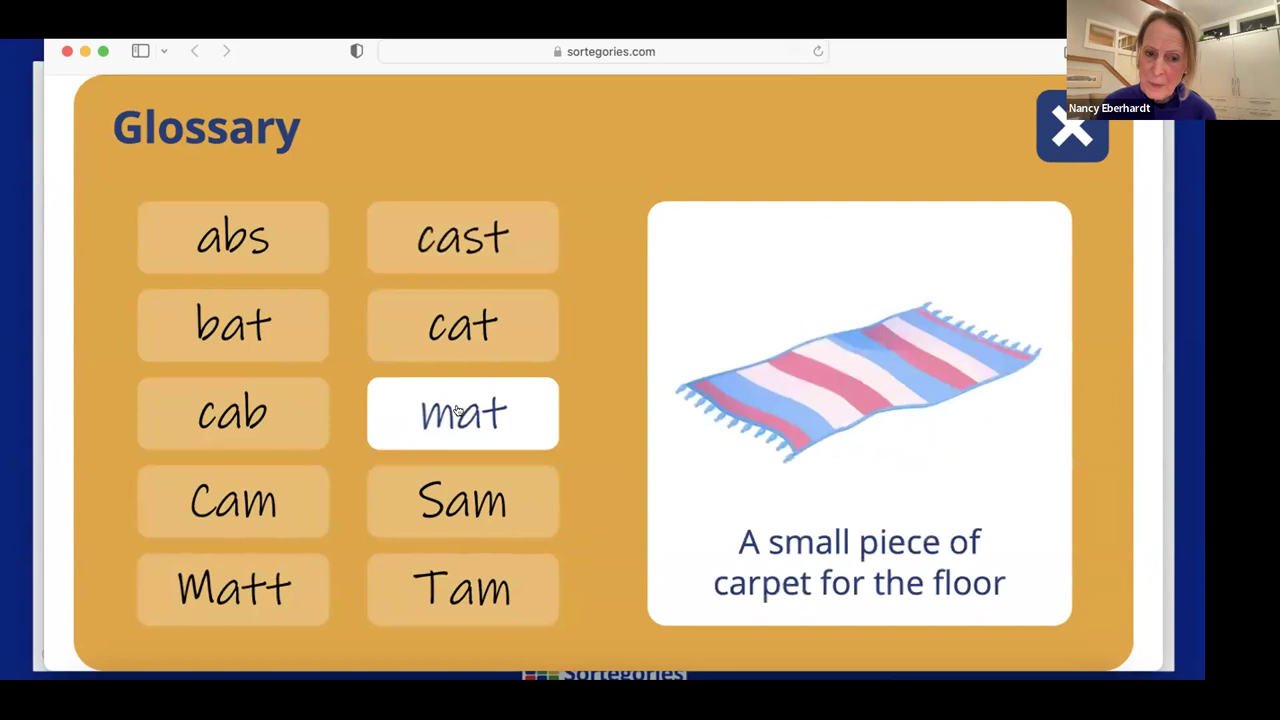 sortegories.com
Nancy Eberhardt
Glossary
abs
cast
bat
cat
cab
mat
Cam
Sam
Matt
Tam
A small piece of
carpet for the floor
Sortegories